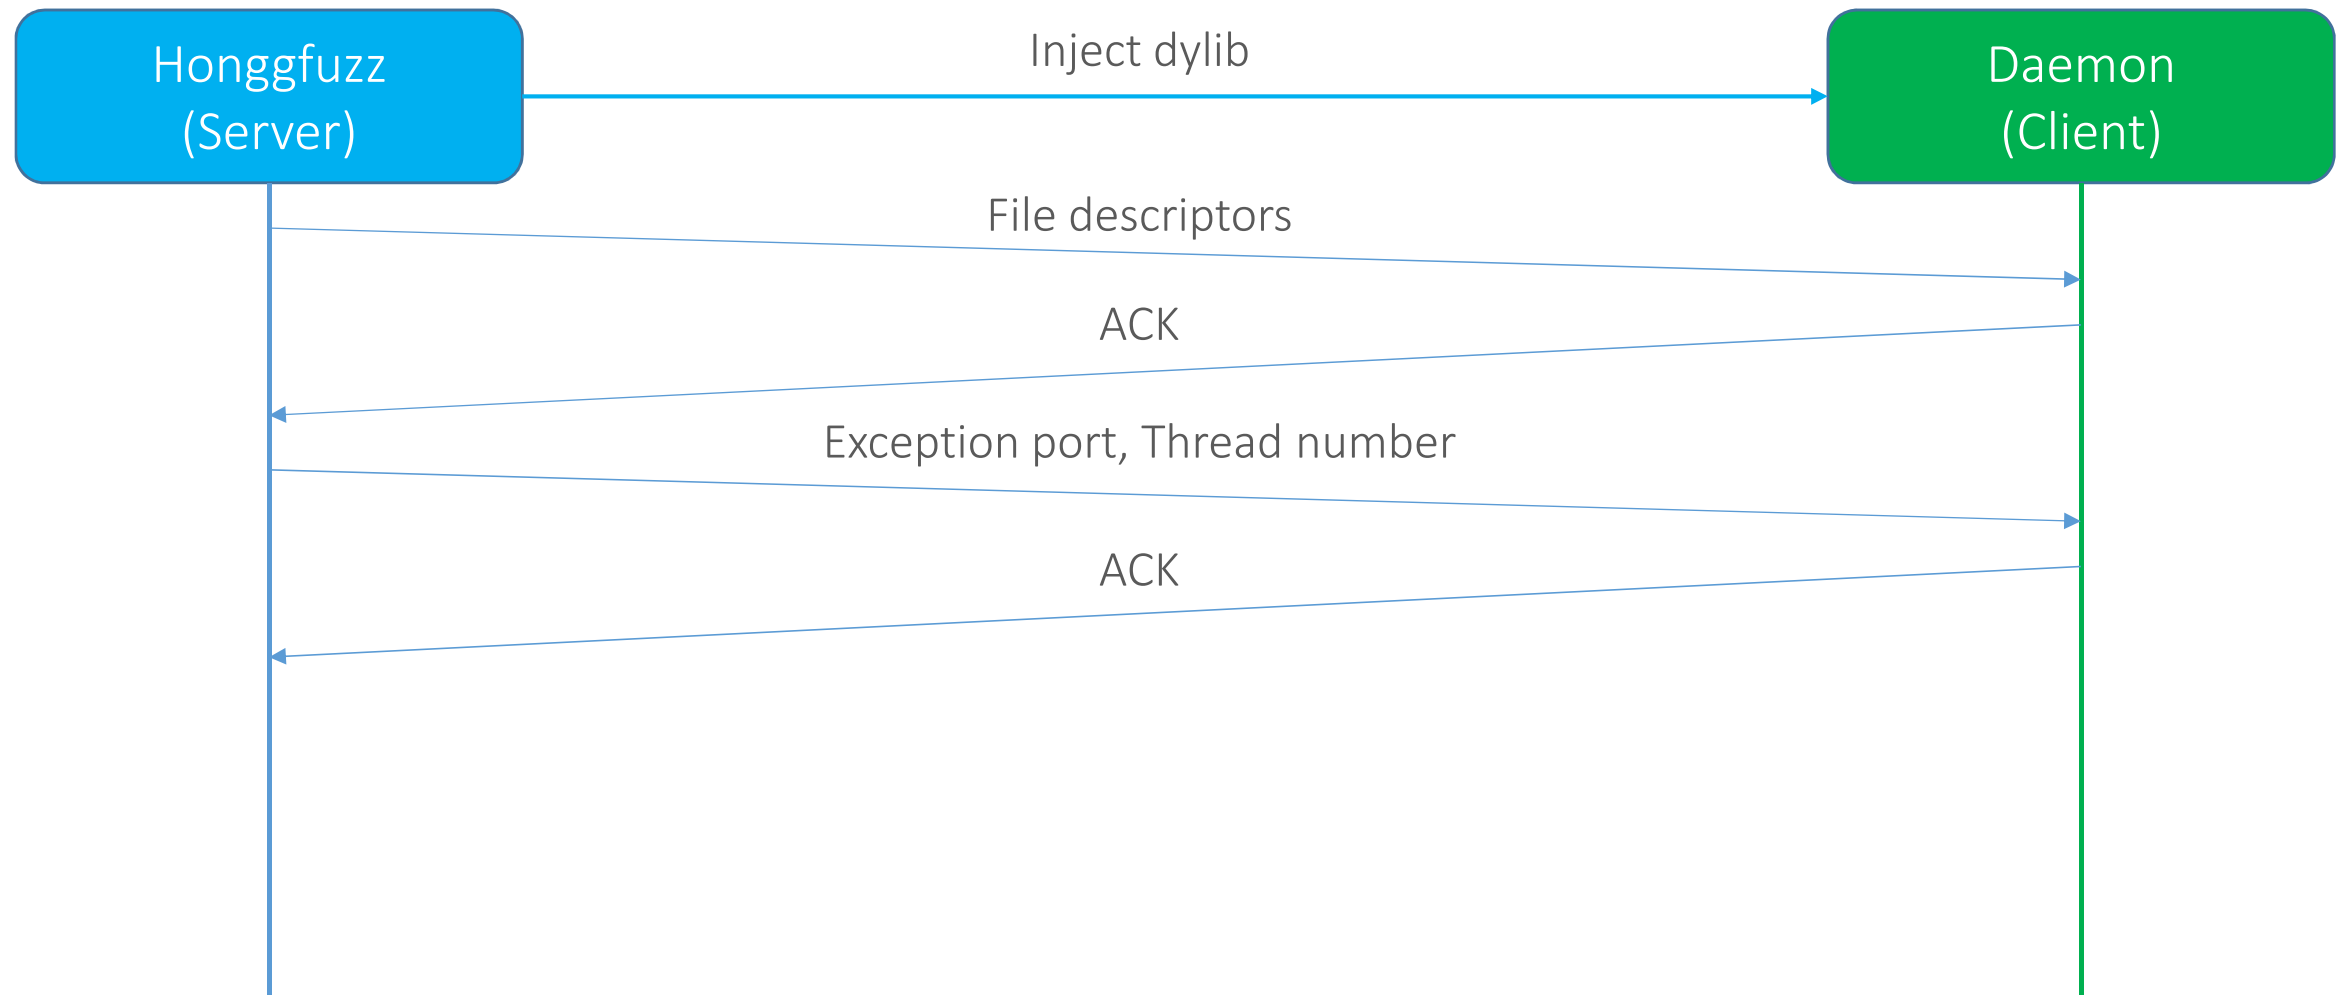 Honggfuzz
(Server)
Inject dylib
Daemon
(Client)
File descriptors
ACK
Exception port, Thread number
ACK